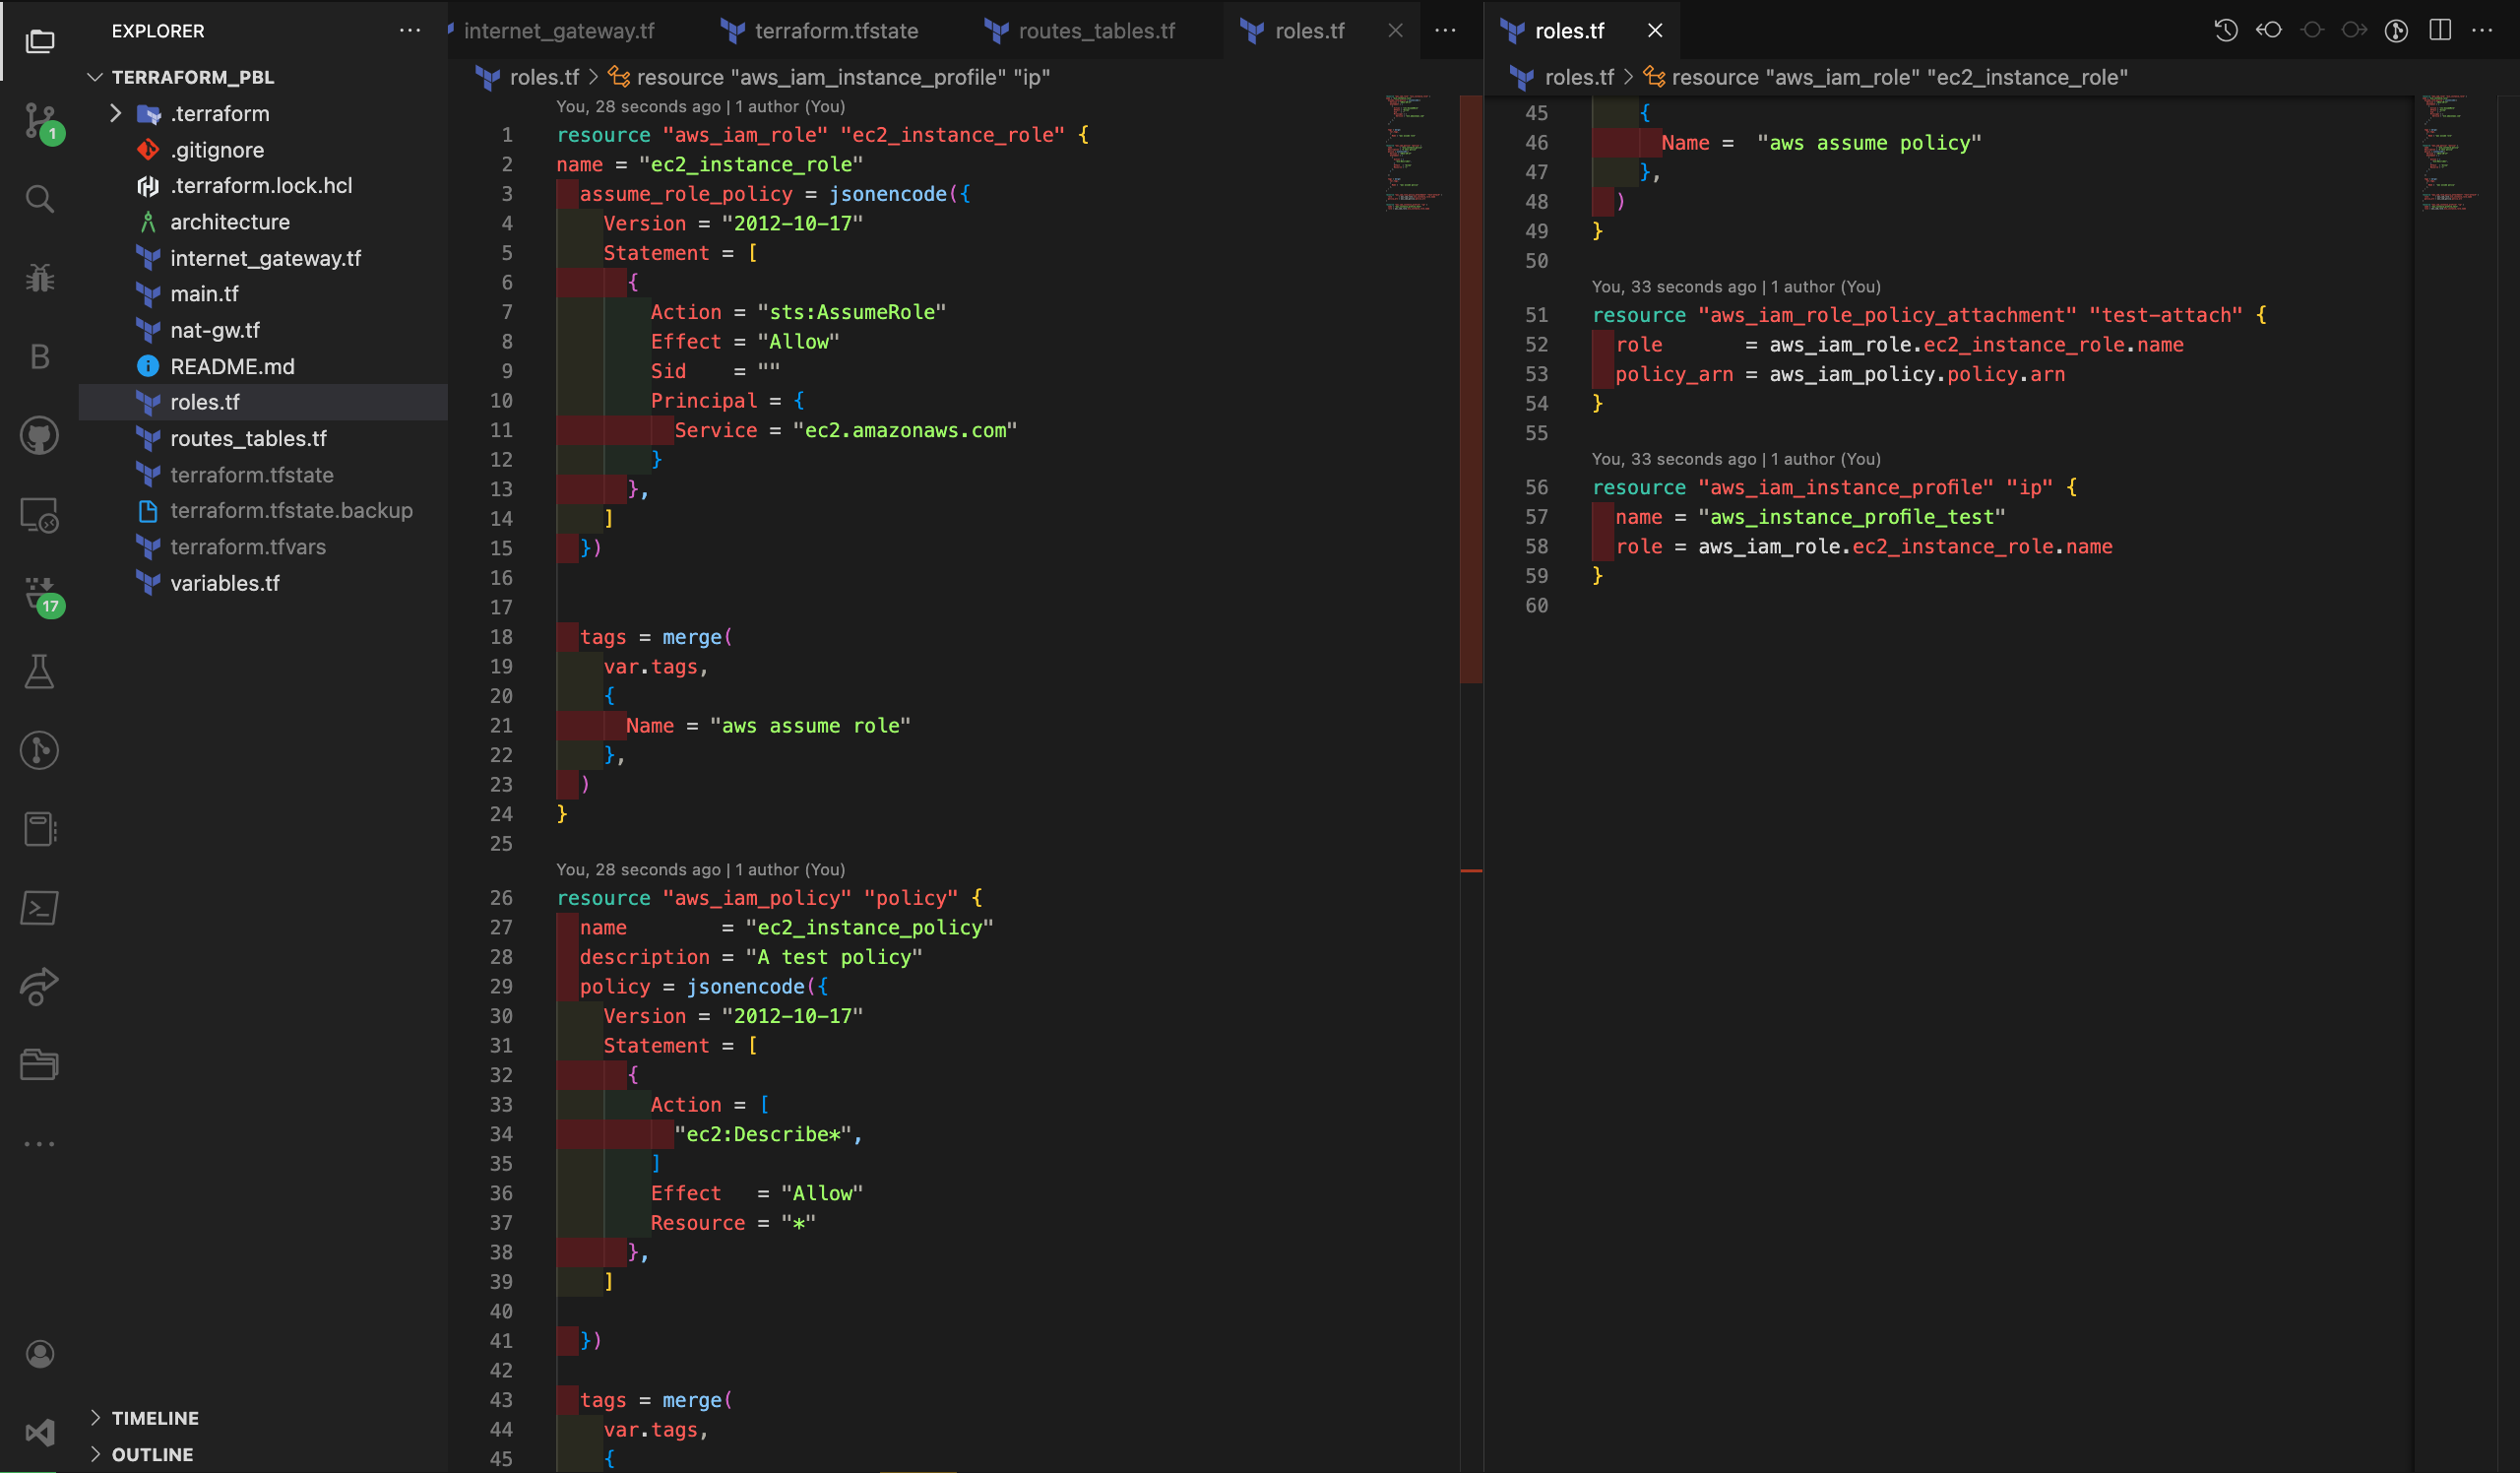 EXPLORER
TERRAFORM_PBL
.terraform
.gitignore
.terraform.lock.hcl
architecture
internet_gateway.tf
main.tf
nat-gw.tf
README.md
roles.tf
routes_tables.tf
terraform.tfstate
terraform.tfstate.backup
terraform.tfvars
variables.tf
TIMELINE
OUTLINE
1
17
internet_gateway.tf
terraform.tfstate
routes_tables.tf
roles.tf
roles.tf > resource "aws_iam_instance_profile" "ip"
You, 28 seconds ago | 1 author (You)
1 resource "aws_iam_role" "ec2_instance_role" {
2 name = "ec2_instance_role"
3 assume_role_policy = jsonencode({
4 Version = "2012-10-17"
5 Statement = [
6 {
7 Action = "sts:AssumeRole"
8 Effect = "Allow"
9 Sid    = ""
10 Principal = {
11 Service = "ec2.amazonaws.com"
12 }
13 },
14 ]
15 })
16
17
18 tags = merge(
19 var.tags,
20 {
21 Name = "aws assume role"
22 },
23 )
24 }
25
You, 28 seconds ago | 1 author (You)
26 resource "aws_iam_policy" "policy" {
27 name        = "ec2_instance_policy"
28 description = "A test policy"
29 policy = jsonencode({
30 Version = "2012-10-17"
31 Statement = [
32 {
33 Action = [
34 "ec2:Describe*",
35 ]
36 Effect   = "Allow"
37 Resource = "*"
38 },
39 ]
40
41 })
42
43 tags = merge(
44 var.tags,
45 {
roles.tf
roles.tf > resource "aws_iam_role" "ec2_instance_role"
45 {
46 Name =  "aws assume policy"
47 },
48 )
49 }
50
You, 33 seconds ago | 1 author (You)
51 resource "aws_iam_role_policy_attachment" "test-attach" {
52 role       = aws_iam_role.ec2_instance_role.name
53 policy_arn = aws_iam_policy.policy.arn
54 }
55
You, 33 seconds ago | 1 author (You)
56 resource "aws_iam_instance_profile" "ip" {
57 name = "aws_instance_profile_test"
58 role = aws_iam_role.ec2_instance_role.name
59 }
60